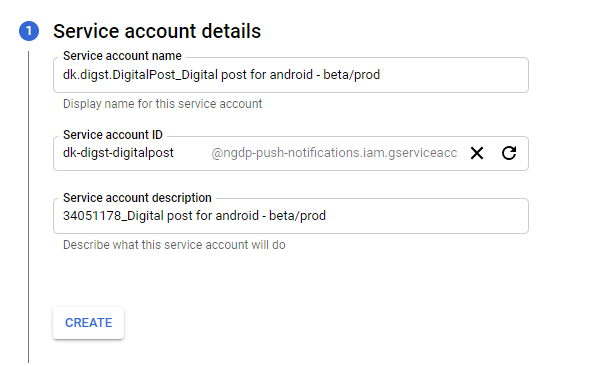 1 Service account details
Service account name
dk.digst.DigitalPost_Digital post for android - beta/prod
Display name for this service account
Service account ID
dk-digst-digitalpost @ngdp-push-notifications.iam.gserviceacc
Service account description
34051178_Digital post for android - beta/prod
Describe what this service account will do
CREATE